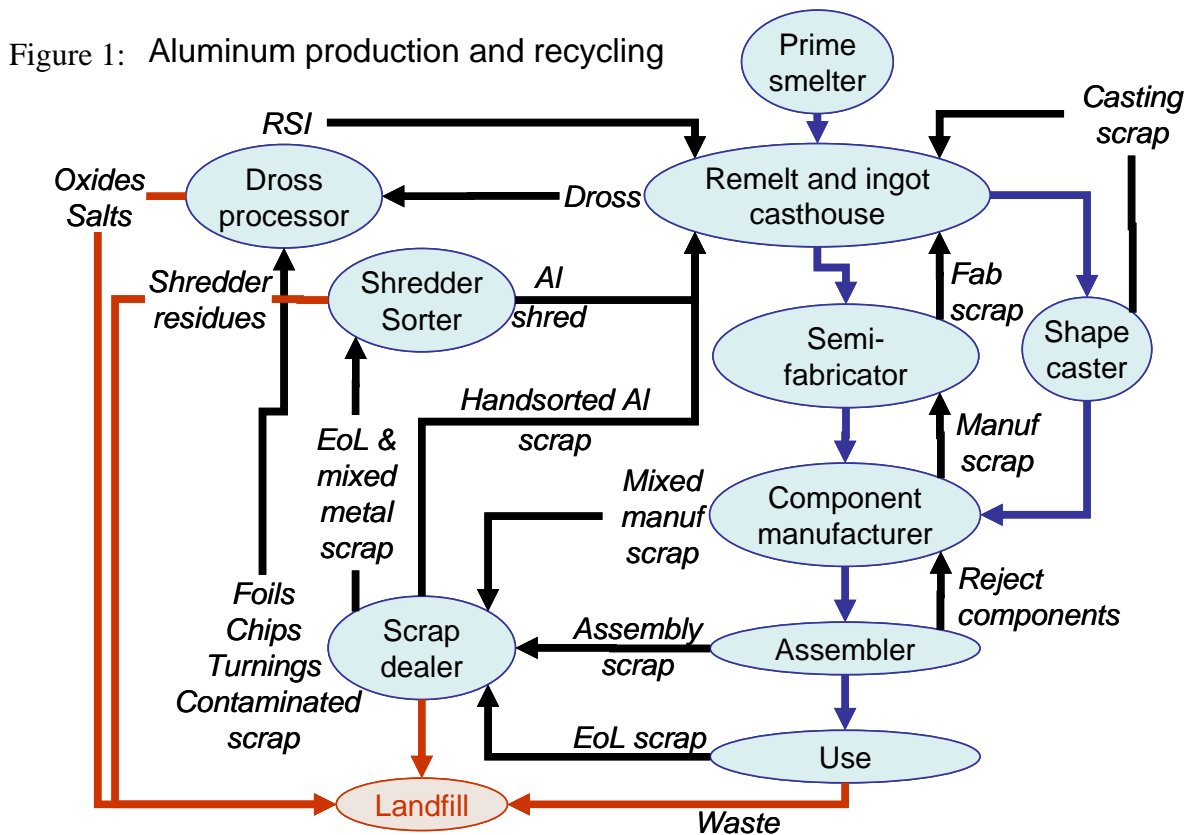 Figure 1: Aluminum production and recycling
Prime
smelter
Casting
scrap
RSI
Oxides
Salts
Dross
processor
Dross
Remelt and ingot
casthouse
Shredder
residues
Shredder
Sorter
Al
shred
Fab
scrap
Semi-
fabricator
Shape
caster
Handsorted Al
scrap
EoL &
mixed
metal
scrap
Manuf
scrap
Mixed
manuf
scrap
Component
manufacturer
Foils
Chips
Turnings
Contaminated
scrap
Reject
components
Scrap
dealer
Assembly
scrap
Assembler
EoL scrap
Use
Landfill
Waste